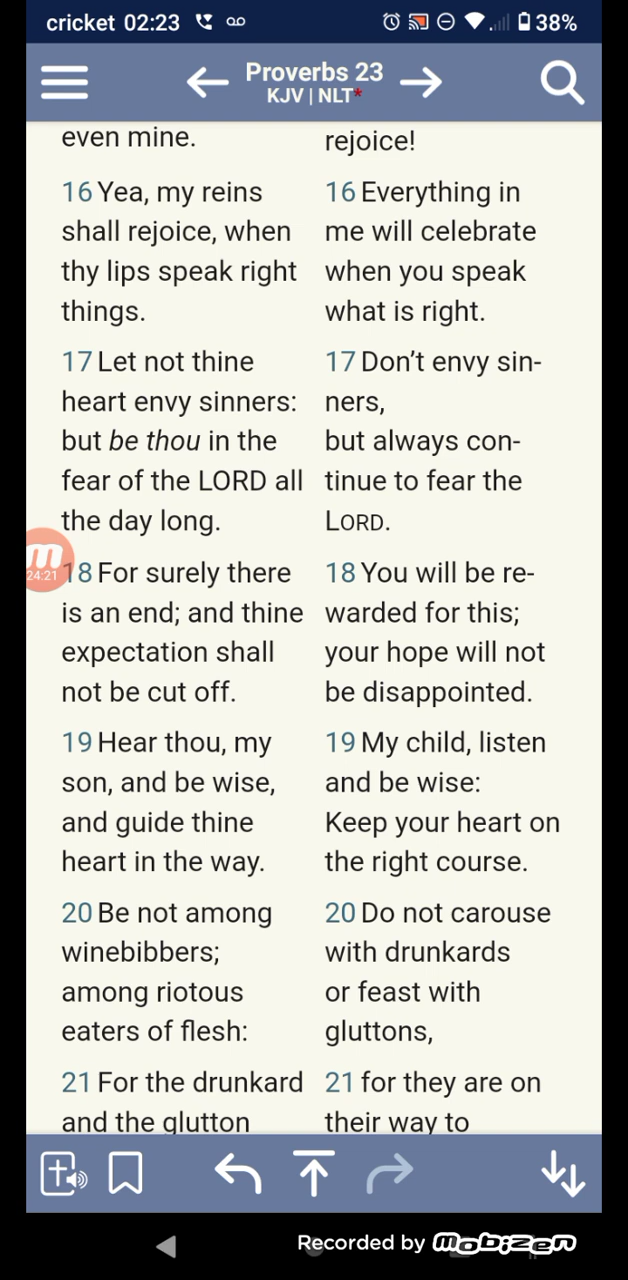 cricket 02:23 38%
Proverbs 23
KJV | NLT*
even mine.
16 Yea, my reins
shall rejoice, when
thy lips speak right
things.
17 Let not thine
heart envy sinners:
but be thou in the
fear of the LORD all
the day long.
18 For surely there
is an end; and thine
expectation shall
not be cut off.
19 Hear thou, my
son, and be wise,
and guide thine
heart in the way.
20 Be not among
winebibbers;
among riotous
eaters of flesh:
21 For the drunkard
and the glutton
rejoice!
16 Everything in
me will celebrate
when you speak
what is right.
17 Don’t envy sin-
ners,
but always con-
tinue to fear the
LORD.
18 You will be re-
warded for this;
your hope will not
be disappointed.
19 My child, listen
and be wise:
Keep your heart on
the right course.
20 Do not carouse
with drunkards
or feast with
gluttons,
21 for they are on
their way to
m
24:21
Recorded by Mobizen